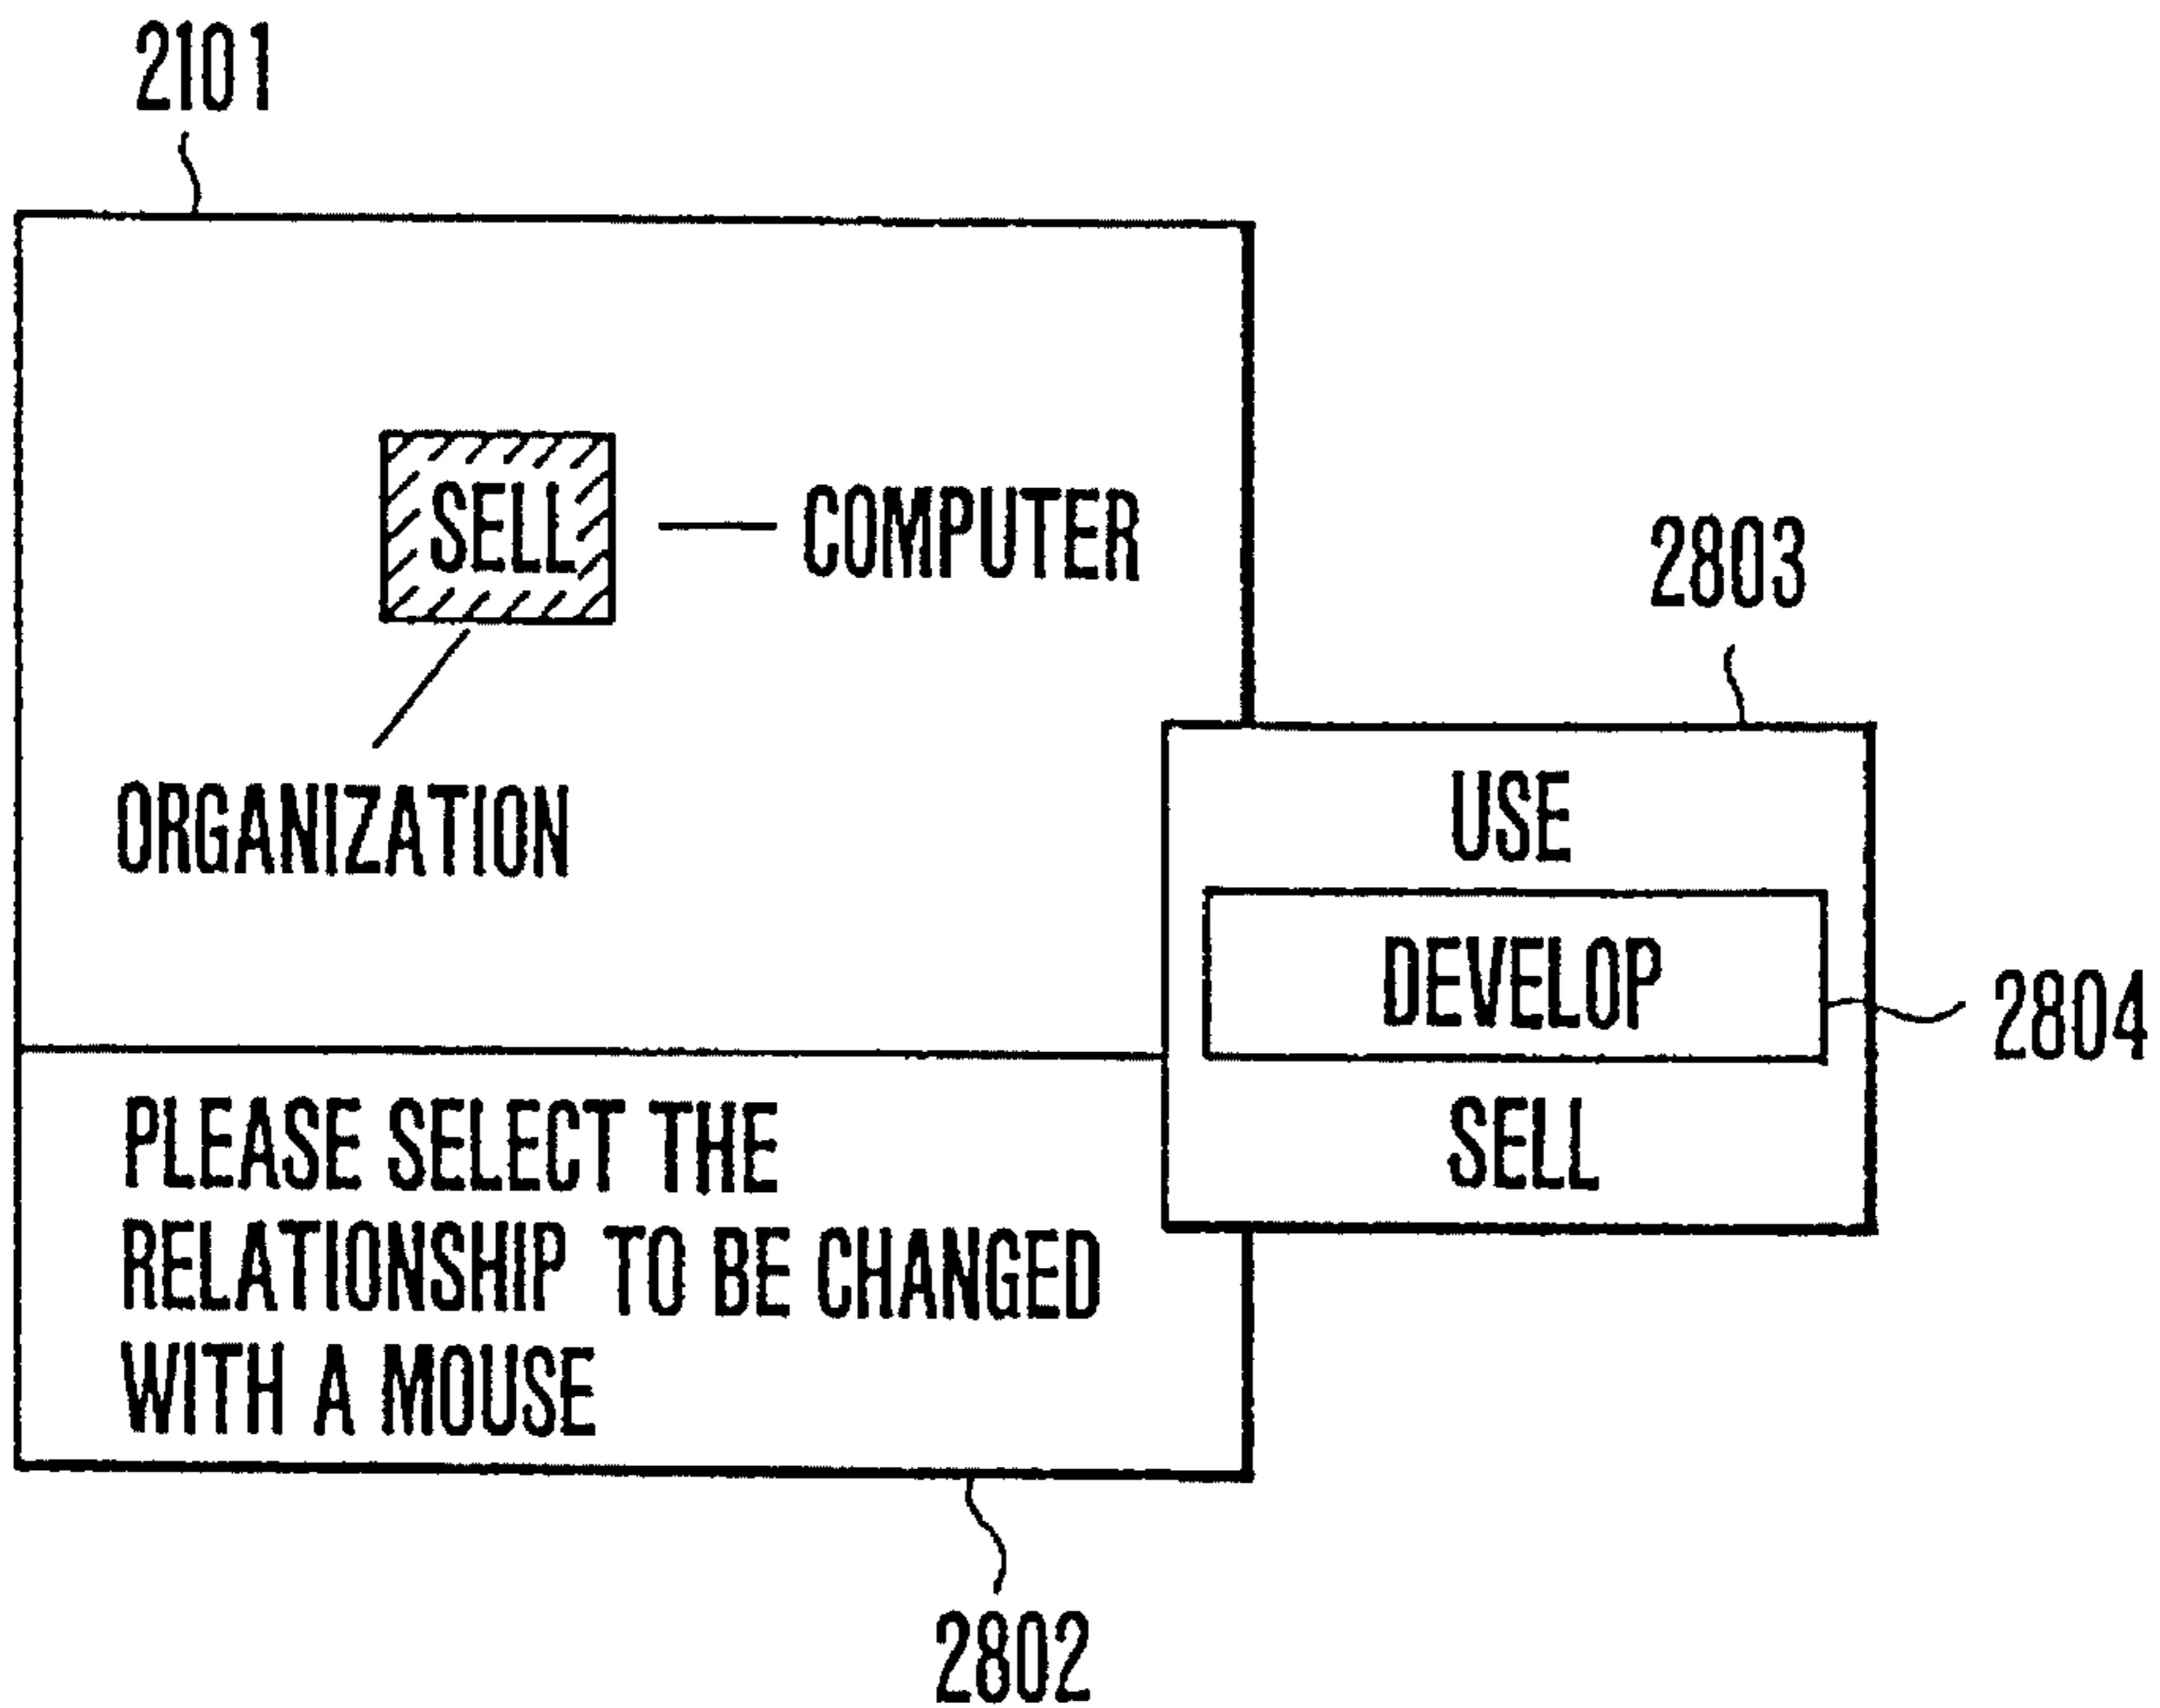 2101
SELL
COMPUTER
2803
ORGANIZATION
USE
DEVELOP
2804
SELL
PLEASE SELECT THE
RELATIONSHIP TO BE CHANGED
WITH A MOUSE
2802